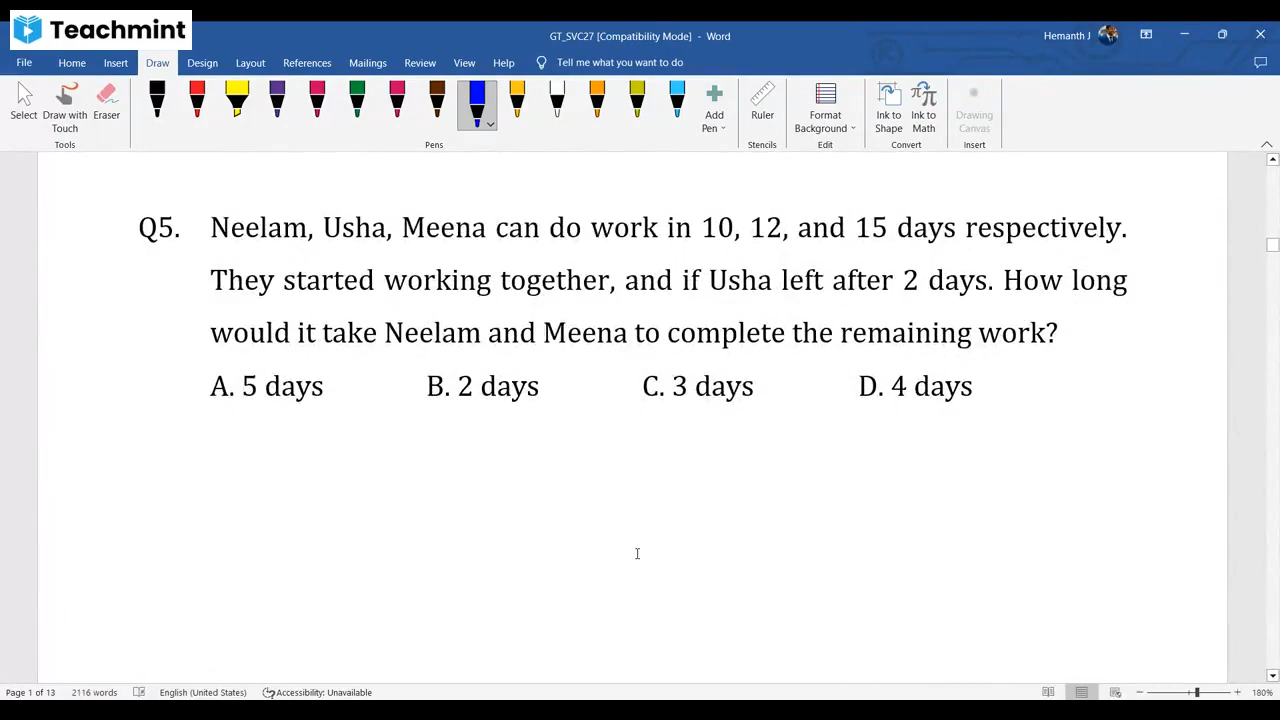 Teachmint
GT_SVC27 [Compatibility Mode] - Word
Hemanth J
File Home Insert Draw Design Layout References Mailings Review View Help Tell me what you want to do
Select
Draw with
Touch
Eraser
Add
Pen
Ruler
Format
Background
Ink to
Shape
Ink to
Math
Drawing
Canvas
Tools Pens Stencils Edit Convert Insert
Q5. Neelam, Usha, Meena can do work in 10, 12, and 15 days respectively.
They started working together, and if Usha left after 2 days. How long
would it take Neelam and Meena to complete the remaining work?
A. 5 days B. 2 days C. 3 days D. 4 days
Page 1 of 13 2116 words English (United States) Accessibility: Unavailable 180%